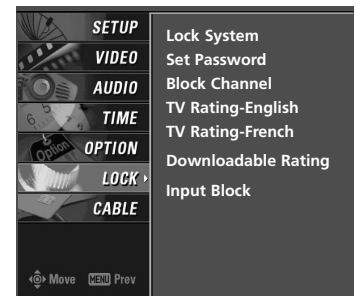 SETUP
VIDEO
AUDIO
TIME
OPTION
LOCK
CABLE
Move MENU Prev
Lock System
Set Password
Block Channel
TV Rating-English
TV Rating-French
Downloadable Rating
Input Block